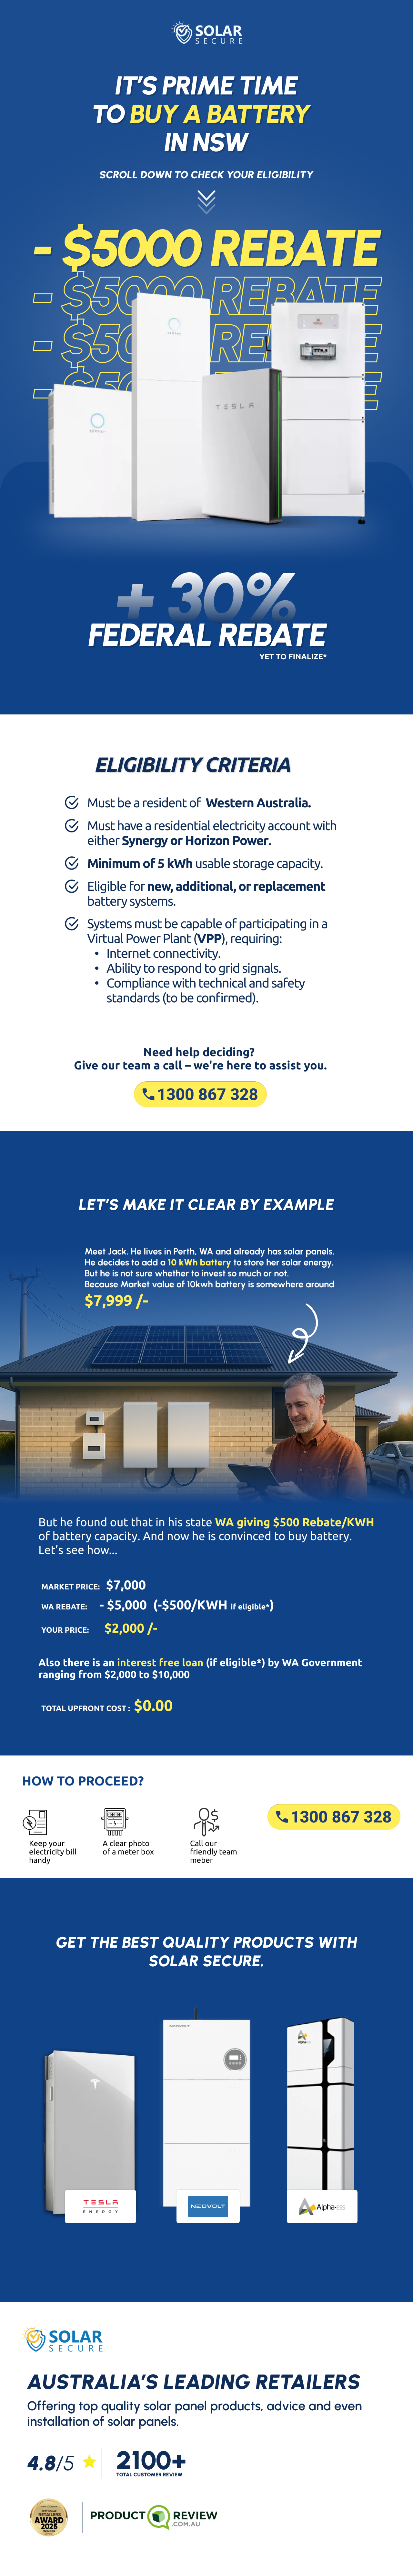 SOLAR
SECURE
IT'S PRIME TIME
TO BUY A BATTERY
IN NSW
SCROLL DOWN TO CHECK YOUR ELIGIBILITY
- $5000 REBATE
- $5000 REBATE
TESLA
+ 30%
FEDERAL REBATE
YET TO FINALIZE*
ELIGIBILITY CRITERIA
Must be a resident of Western Australia.
Must have a residential electricity account with
either Synergy or Horizon Power.
Minimum of 5 kWh usable storage capacity.
Eligible for new, additional, or replacement
battery systems.
Systems must be capable of participating in a
Virtual Power Plant (VPP), requiring:
• Internet connectivity.
• Ability to respond to grid signals.
• Compliance with technical and safety
standards (to be confirmed).
Need help deciding?
Give our team a call – we're here to assist you.
1300 867 328
LET'S MAKE IT CLEAR BY EXAMPLE
Meet Jack. He lives in Perth, WA and already has solar panels.
He decides to add a 10 kWh battery to store her solar energy.
But he is not sure whether to invest so much or not.
Because Market value of 10kwh battery is somewhere around
$7,999 /-
But he found out that in his state WA giving $500 Rebate/KWH
of battery capacity. And now he is convinced to buy battery.
Let's see how...
MARKET PRICE: $7,000
WA REBATE: - $5,000 (-$500/KWH if eligible*)
YOUR PRICE: $2,000 /-
Also there is an interest free loan (if eligible*) by WA Government
ranging from $2,000 to $10,000
TOTAL UPFRONT COST : $0.00
HOW TO PROCEED?
1300 867 328
Keep your
electricity bill
handy
A clear photo
of a meter box
Call our
friendly team
meber
GET THE BEST QUALITY PRODUCTS WITH
SOLAR SECURE.
NEOVOLT
TESLA
ENERGY
NEOVOLT
Alpha ESS
SOLAR
SECURE
AUSTRALIA'S LEADING RETAILERS
Offering top quality solar panel products, advice and even
installation of solar panels.
4.8/5
2100+
TOTAL CUSTOMER REVIEW
RETAILERS
AWARD
2025
PRODUCT REVIEW
.COM.AU